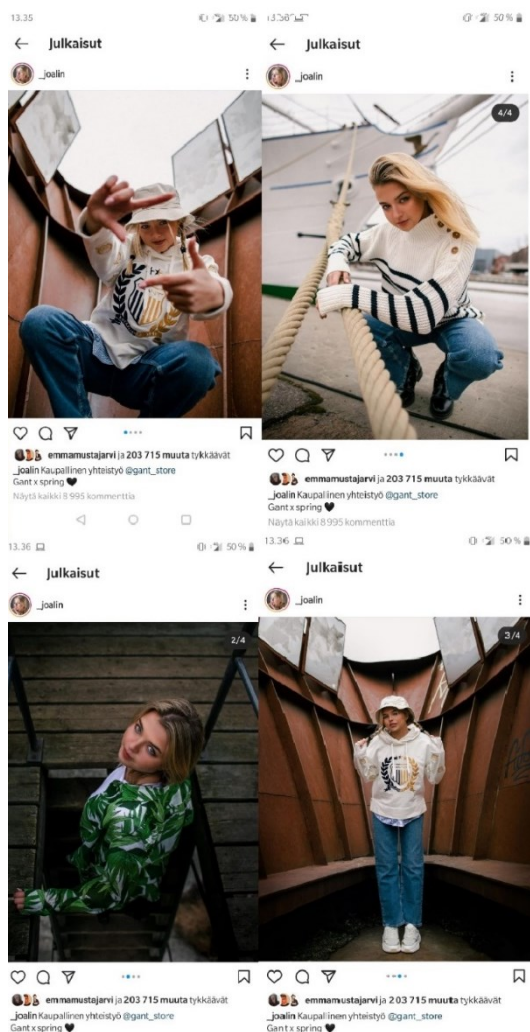 13.35
50 %
Julkaisut
_joalin
emmamustajarvi ja 203 715 muuta tykkäävät
_joalin Kaupallinen yhteistyö @gant_store
Gant x spring 🖤
Näytä kaikki 8 995 kommenttia
50 %
Julkaisut
_joalin
4/4
emmamustajarvi ja 203 715 muuta tykkäävät
_joalin Kaupallinen yhteistyö @gant_store
Gant x spring 🖤
Näytä kaikki 8 995 kommenttia
13.36
50 %
Julkaisut
_joalin
2/4
emmamustajarvi ja 203 715 muuta tykkäävät
_joalin Kaupallinen yhteistyö @gant_store
Gant x spring 🖤
13.36
50 %
Julkaisut
_joalin
3/4
emmamustajarvi ja 203 715 muuta tykkäävät
_joalin Kaupallinen yhteistyö @gant_store
Gant x spring 🖤